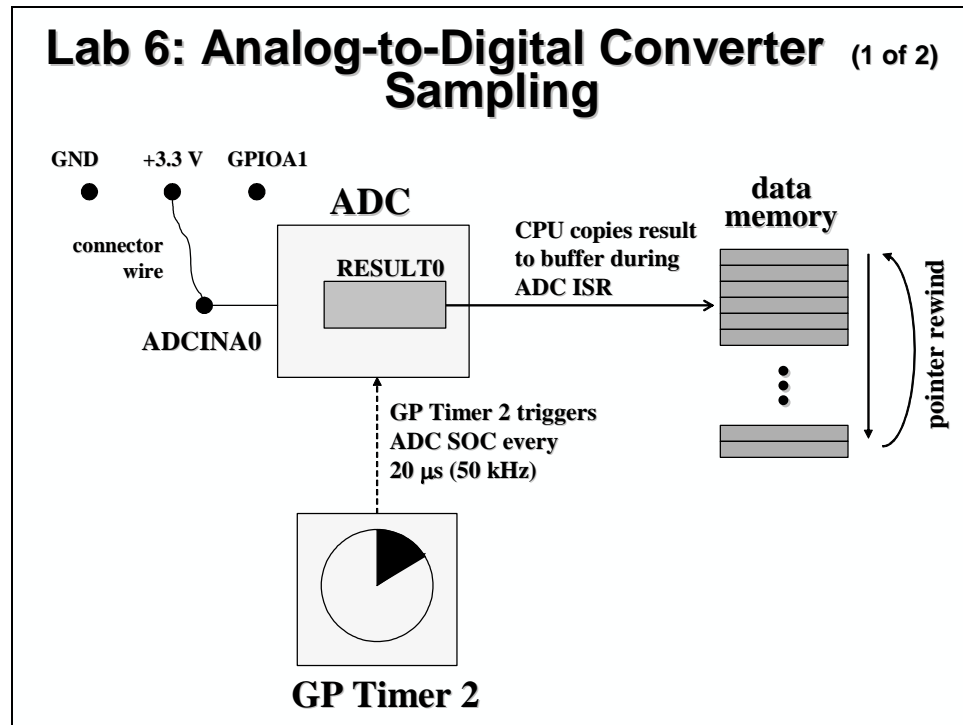 Lab 6: Analog-to-Digital Converter (1 of 2)
Sampling
GND
+3.3 V
GPIOA1
connector
wire
ADCINA0
ADC
RESULT0
CPU copies result
to buffer during
ADC ISR
data
memory
pointer rewind
GP Timer 2 triggers
ADC SOC every
20 μs (50 kHz)
GP Timer 2